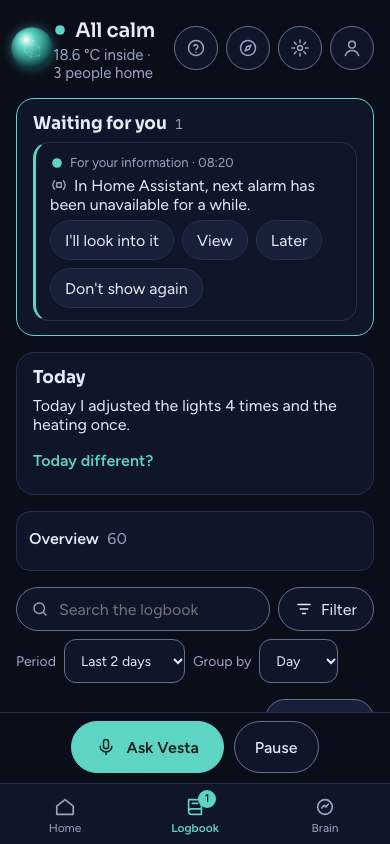 All calm
18.6 °C inside ·
3 people home
Waiting for you 1
For your information · 08:20
In Home Assistant, next alarm has
been unavailable for a while.
I'll look into it
View
Later
Don't show again
Today
Today I adjusted the lights 4 times and the
heating once.
Today different?
Overview 60
Search the logbook
Filter
Period
Last 2 days
Group by
Day
Ask Vesta
Pause
1
Home
Logbook
Brain